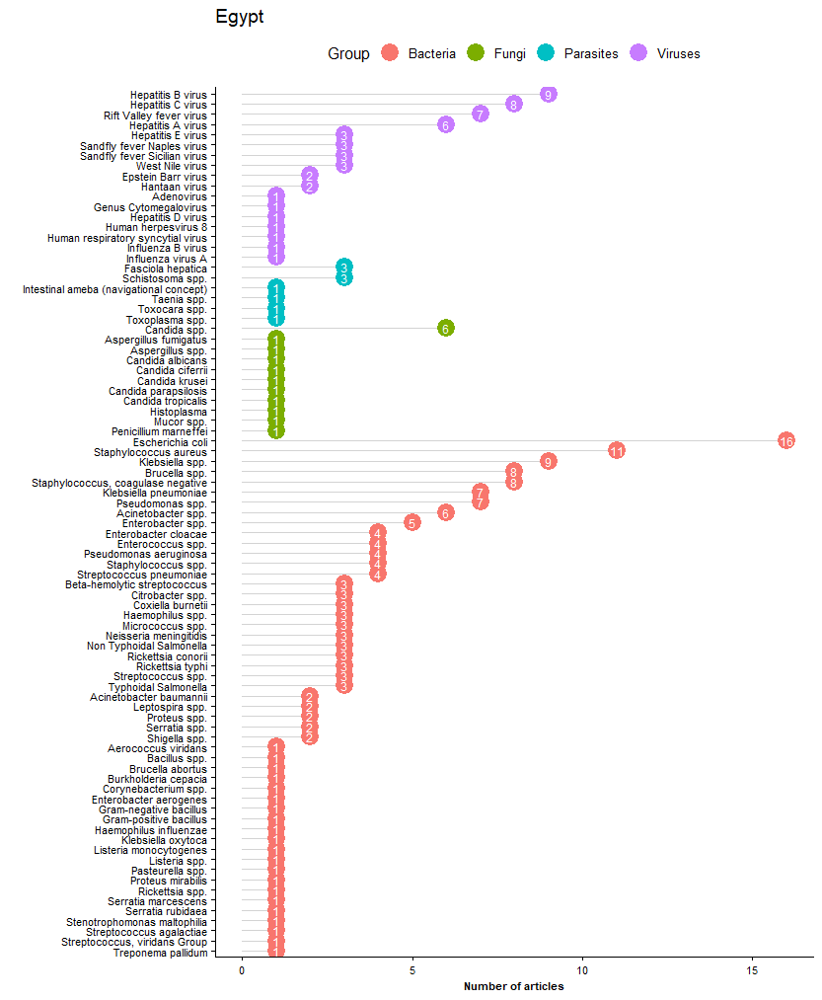 Egypt
Group Bacteria Fungi Parasites Viruses
Hepatitis B virus 9
Hepatitis C virus 8
Rift Valley fever virus 7
Hepatitis A virus 6
Hepatitis E virus 3
Sandfly fever Naples virus 3
Sandfly fever Sicilian virus 3
West Nile virus 3
Epstein Barr virus 2
Hantaan virus 2
Adenovirus 1
Genus Cytomegalovirus 1
Hepatitis D virus 1
Human herpesvirus 8 1
Human respiratory syncytial virus 1
Influenza B virus 1
Influenza virus A 1
Fasciola hepatica 3
Schistosoma spp. 3
Intestinal ameba (navigational concept) 1
Taenia spp. 1
Toxocara spp. 1
Toxoplasma spp. 1
Candida spp. 6
Aspergillus fumigatus 1
Aspergillus spp. 1
Candida albicans 1
Candida ciferrii 1
Candida krusei 1
Candida parapsilosis 1
Candida tropicalis 1
Histoplasma 1
Mucor spp. 1
Penicillium marneffei 1
Escherichia coli 16
Staphylococcus aureus 11
Klebsiella spp. 9
Brucella spp. 8
Staphylococcus, coagulase negative 8
Klebsiella pneumoniae 7
Pseudomonas spp. 7
Acinetobacter spp. 6
Enterobacter spp. 5
Enterobacter cloacae 4
Enterococcus spp. 4
Pseudomonas aeruginosa 4
Staphylococcus spp. 4
Streptococcus pneumoniae 4
Beta-hemolytic streptococcus 3
Citrobacter spp. 3
Coxiella burnetii 3
Haemophilus spp. 3
Micrococcus spp. 3
Neisseria meningitidis 3
Non Typhoidal Salmonella 3
Rickettsia conorii 3
Rickettsia typhi 3
Streptococcus spp. 3
Typhoidal Salmonella 3
Acinetobacter baumannii 2
Leptospira spp. 2
Proteus spp. 2
Serratia spp. 2
Shigella spp. 2
Aerococcus viridans 1
Bacillus spp. 1
Brucella abortus 1
Burkholderia cepacia 1
Corynebacterium spp. 1
Enterobacter aerogenes 1
Gram-negative bacillus 1
Gram-positive bacillus 1
Haemophilus influenzae 1
Klebsiella oxytoca 1
Listeria monocytogenes 1
Listeria spp. 1
Pasteurella spp. 1
Proteus mirabilis 1
Rickettsia spp. 1
Serratia marcescens 1
Serratia rubidaea 1
Stenotrophomonas maltophilia 1
Streptococcus agalactiae 1
Streptococcus, viridans Group 1
Treponema pallidum 1
0 5 10 15
Number of articles